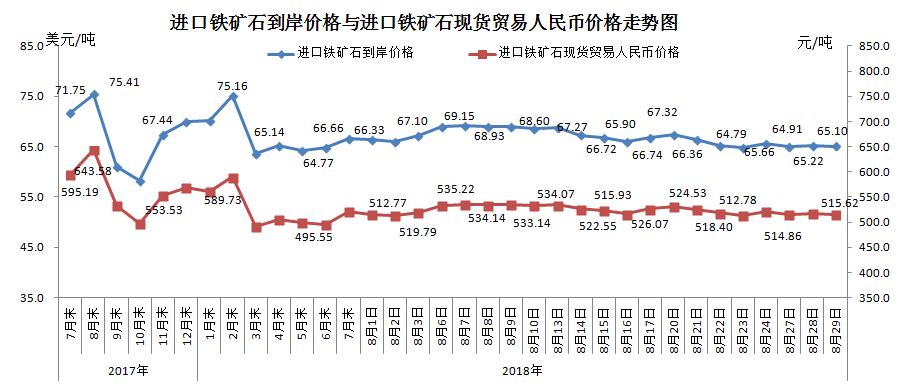 进口铁矿石到岸价格与进口铁矿石现货贸易人民币价格走势图
美元/吨
元/吨
进口铁矿石到岸价格
进口铁矿石现货贸易人民币价格
85.0
75.0
65.0
55.0
45.0
35.0
850.0
800.0
750.0
700.0
650.0
600.0
550.0
500.0
450.0
400.0
350.0
71.75
75.41
67.44
75.16
65.14
64.77
66.66
66.33
67.10
69.15
68.93
68.60
67.27
66.72
65.90
66.74
67.32
66.36
64.79
65.66
64.91
65.22
65.10
595.19
643.58
553.53
589.73
495.55
512.77
519.79
535.22
534.14
533.14
534.07
522.55
515.93
526.07
524.53
518.40
512.78
514.86
515.62
7月末
8月末
9月末
10月末
11月末
12月末
1月末
2月末
3月末
4月末
5月末
6月末
7月末
8月1日
8月2日
8月3日
8月6日
8月7日
8月8日
8月9日
8月10日
8月13日
8月14日
8月15日
8月16日
8月17日
8月20日
8月21日
8月22日
8月23日
8月24日
8月27日
8月28日
8月29日
2017年
2018年